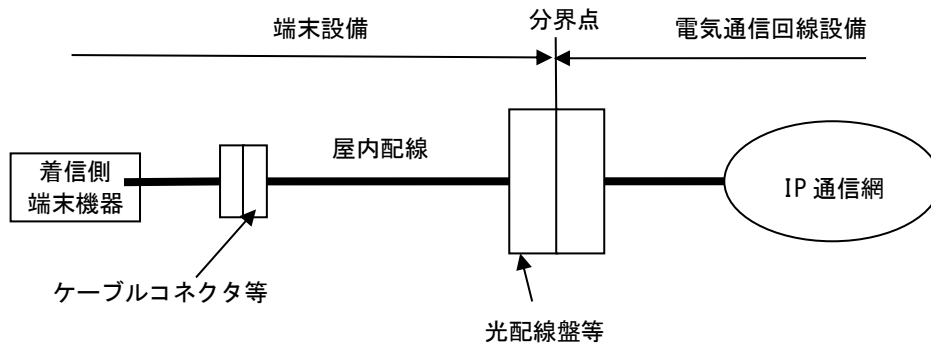 端末設備
分界点
電気通信回線設備
屋内配線
着信側
端末機器
IP 通信網
ケーブルコネクタ等
光配線盤等